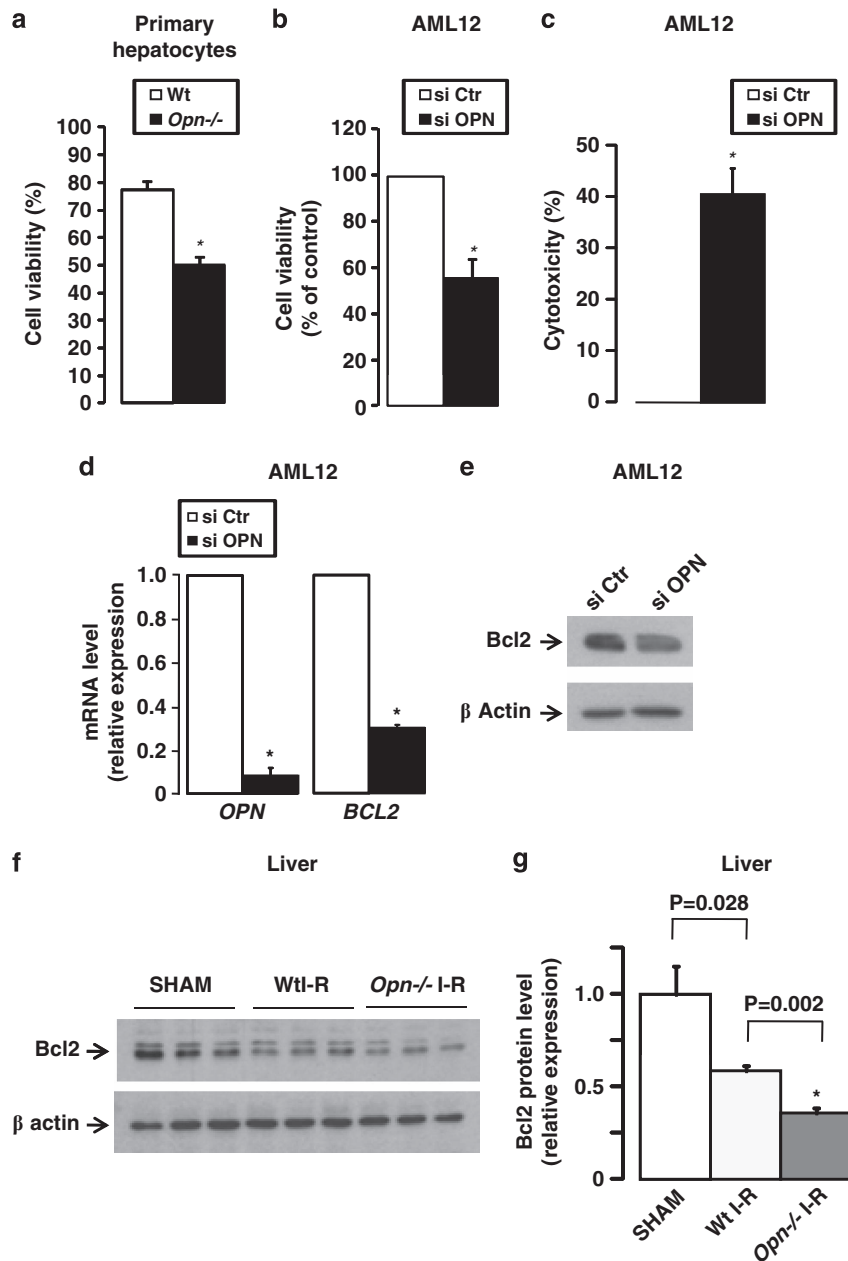 a
Primary
hepatocytes
Wt
Opn-/-
Cell viability (%)
100
90
80
70
60
50
40
30
20
10
0
*
b
AML12
si Ctr
si OPN
Cell viability
(% of control)
120
100
80
60
40
20
0
*
c
AML12
si Ctr
si OPN
Cytotoxicity (%)
50
40
30
20
10
0
*
d
AML12
si Ctr
si OPN
mRNA level
(relative expression
1.0
0.8
0.6
0.4
0.2
0
*
*
OPN
BCL2
e
AML12
si Ctr
si OPN
Bcl2
β Actin
f
Liver
SHAM
WtI-R
Opn-/- I-R
Bcl2
β actin
g
Liver
P=0.028
P=0.002
Bcl2 protein level
(relative expression)
1.0
0.5
0
*
SHAM
Wt I-R
Opn-/- I-R